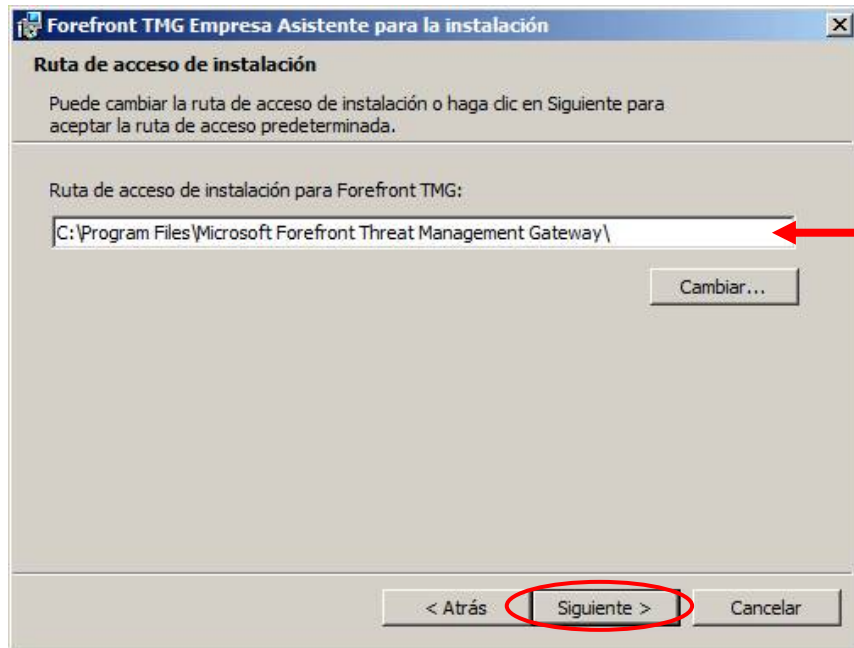 Forefront TMG Empresa Asistente para la instalación
Ruta de acceso de instalación
Puede cambiar la ruta de acceso de instalación o haga clic en Siguiente para
aceptar la ruta de acceso predeterminada.
Ruta de acceso de instalación para Forefront TMG:
C:\Program Files\Microsoft Forefront Threat Management Gateway\
Cambiar...
< Atrás
Siguiente >
Cancelar